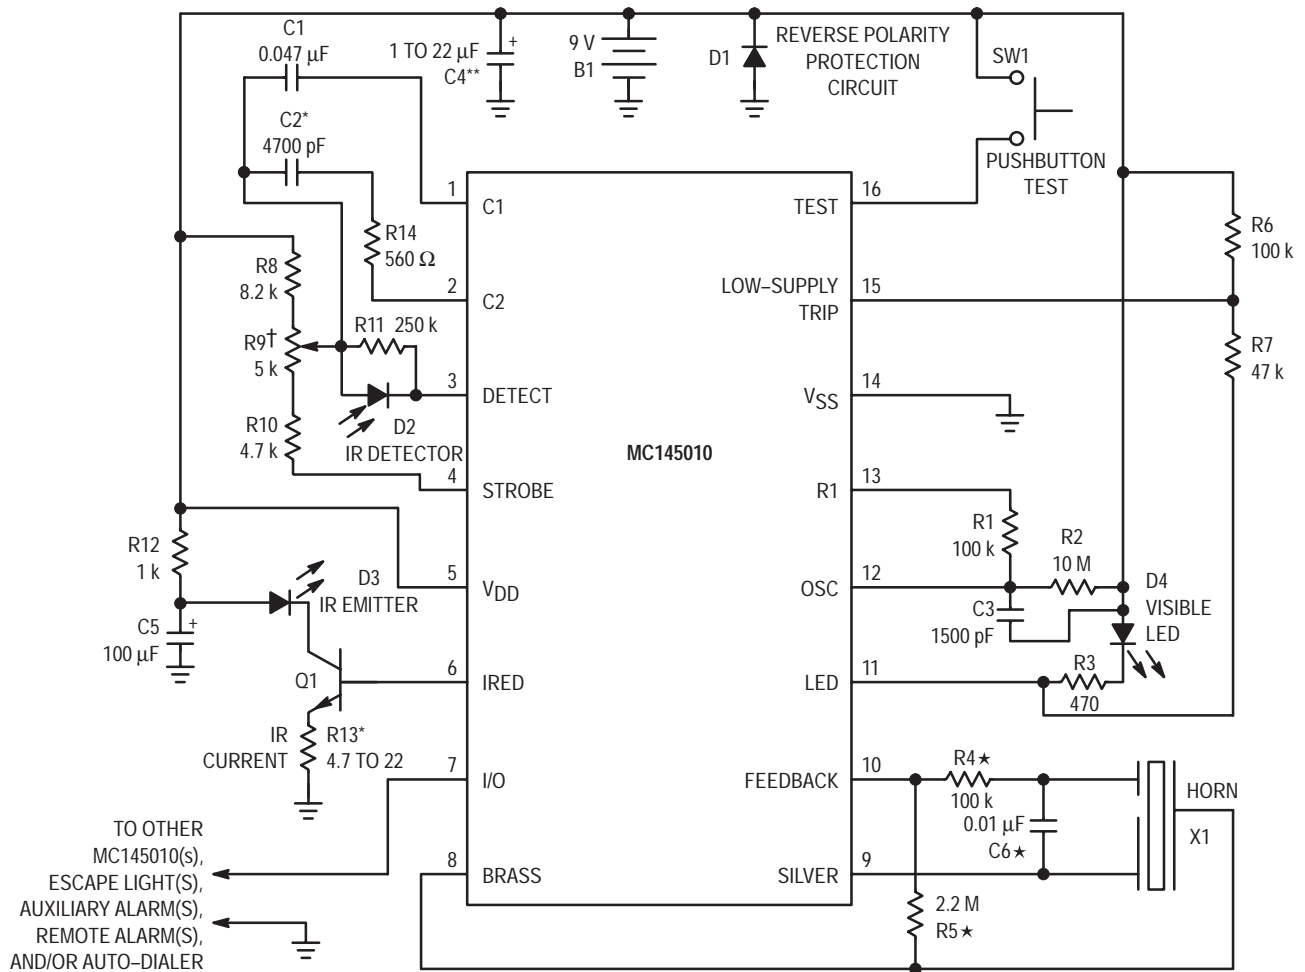 C1
0.047 µF
1 TO 22 µF
C4**
+
9 V
B1
D1
REVERSE POLARITY
PROTECTION
CIRCUIT
SW1
PUSHBUTTON
TEST
C2*
4700 pF
R14
560 Ω
R8
8.2 k
R9†
5 k
R10
4.7 k
R11 250 k
D2
IR DETECTOR
R12
1 k
C5
100 µF
+
D3
IR EMITTER
Q1
IR
CURRENT
R13*
4.7 TO 22
TO OTHER
MC145010(s),
ESCAPE LIGHT(S),
AUXILIARY ALARM(S),
REMOTE ALARM(S),
AND/OR AUTO–DIALER
1
C1
2
C2
3
DETECT
4
STROBE
5
VDD
6
IRED
7
I/O
8
BRASS
MC145010
TEST
16
LOW–SUPPLY
TRIP
15
VSS
14
R1
13
OSC
12
LED
11
FEEDBACK
10
SILVER
9
R6
100 k
R7
47 k
R1
100 k
R2
10 M
C3
1500 pF
D4
VISIBLE
LED
R3
470
R4★
100 k
0.01 µF
C6★
2.2 M
R5★
HORN
X1